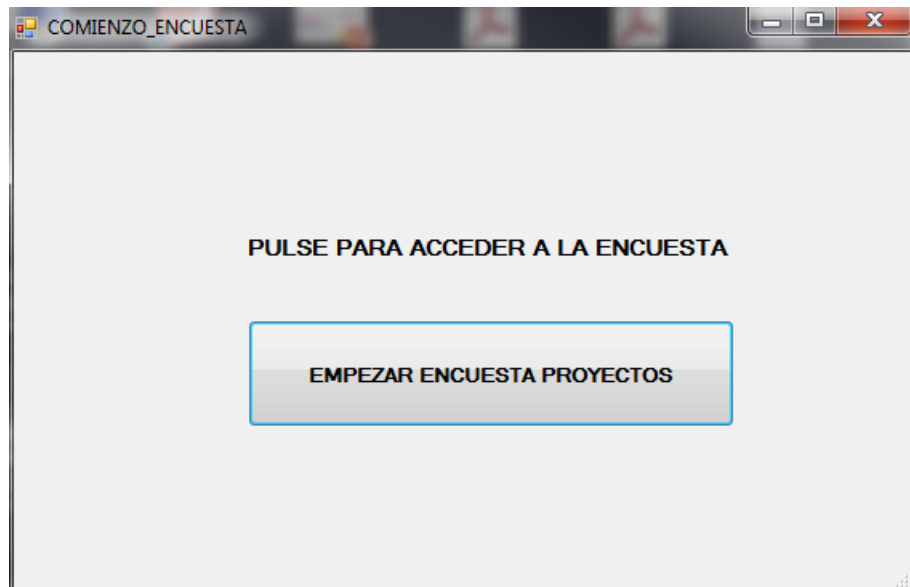 COMIENZO_ENCUESTA
PULSE PARA ACCEDER A LA ENCUESTA
EMPEZAR ENCUESTA PROYECTOS